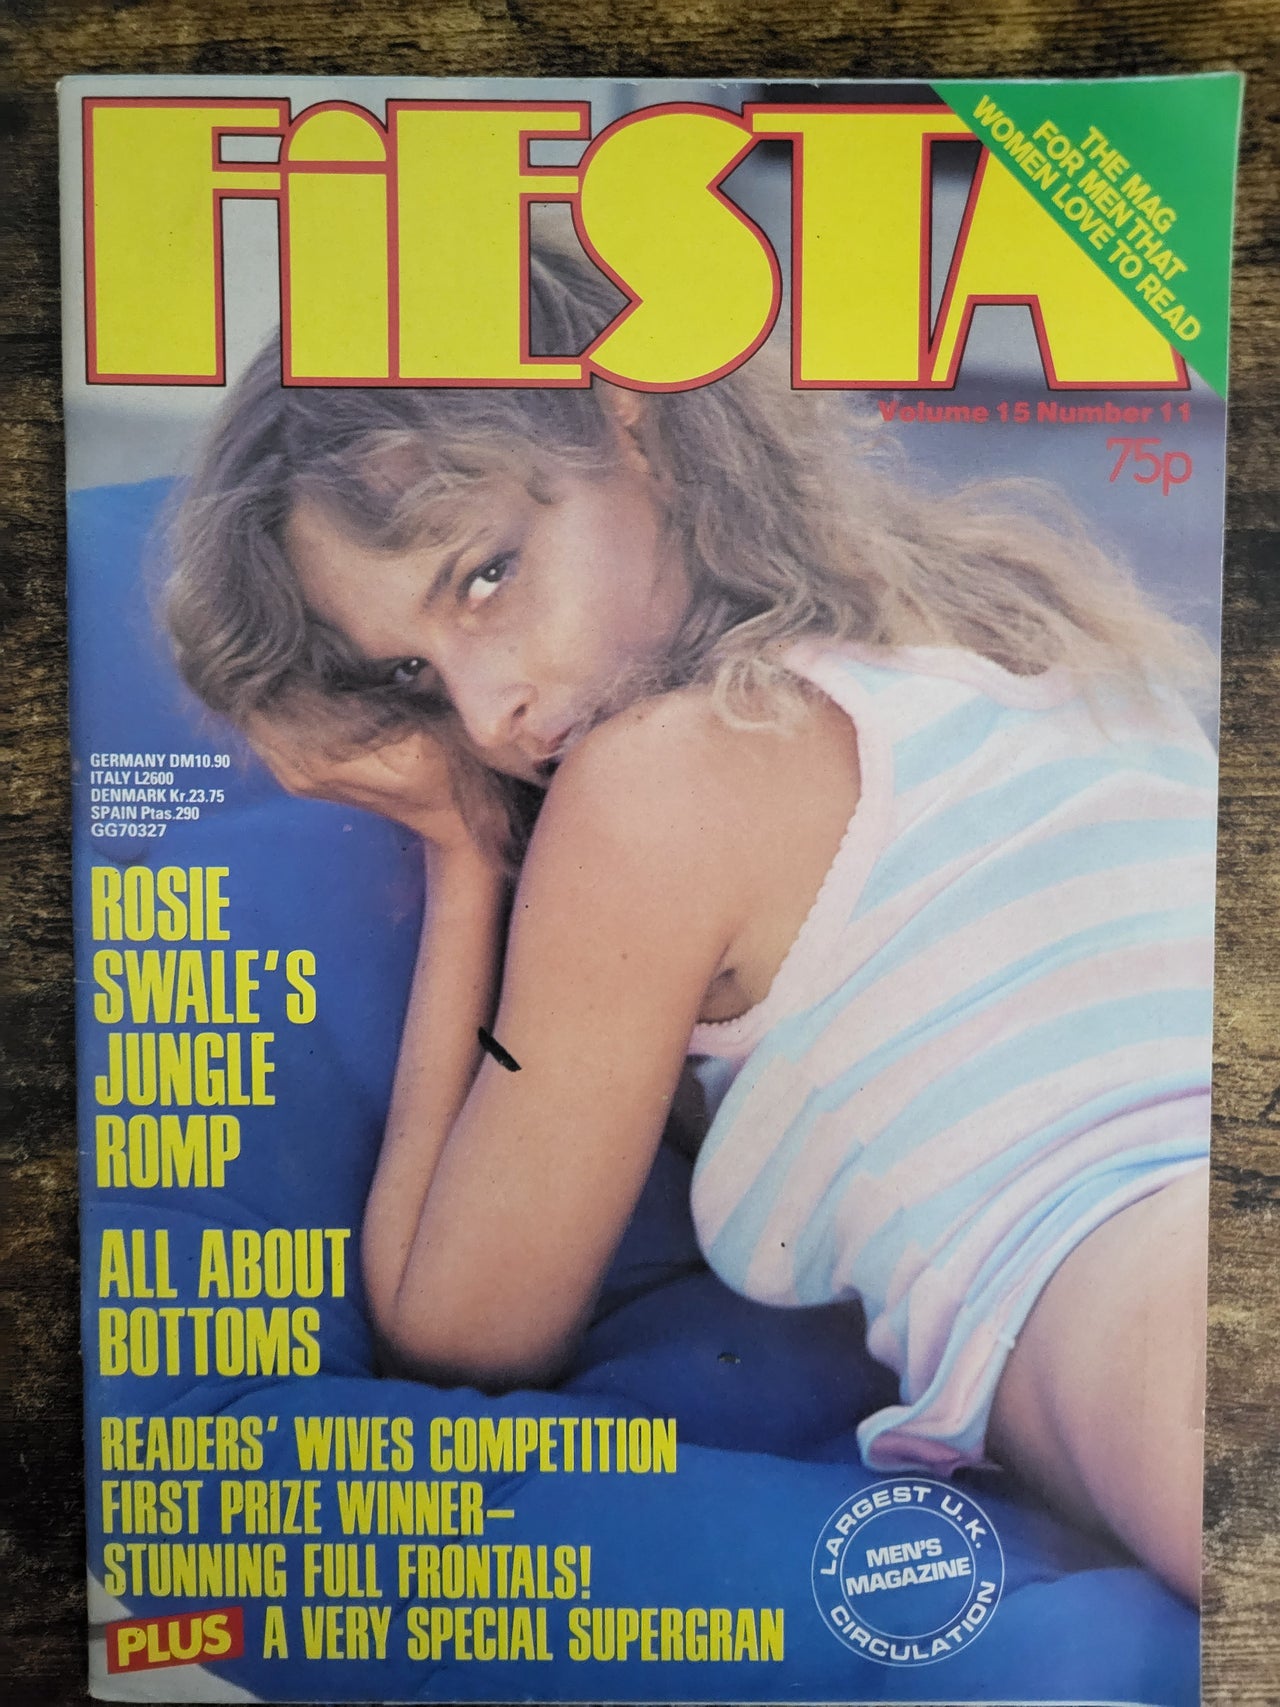 FiESTA
THE MAG
FOR MEN THAT
WOMEN LOVE TO READ
Volume 15 Number 11
75p
GERMANY DM10.90
ITALY L2600
DENMARK Kr.23.75
SPAIN Ptas.290
GG70327
ROSIE
SWALE'S
JUNGLE
ROMP
ALL ABOUT
BOTTOMS
READERS' WIVES COMPETITION
FIRST PRIZE WINNER–
STUNNING FULL FRONTALS!
PLUS A VERY SPECIAL SUPERGRAN
LARGEST U.K.
MEN'S
MAGAZINE
CIRCULATION